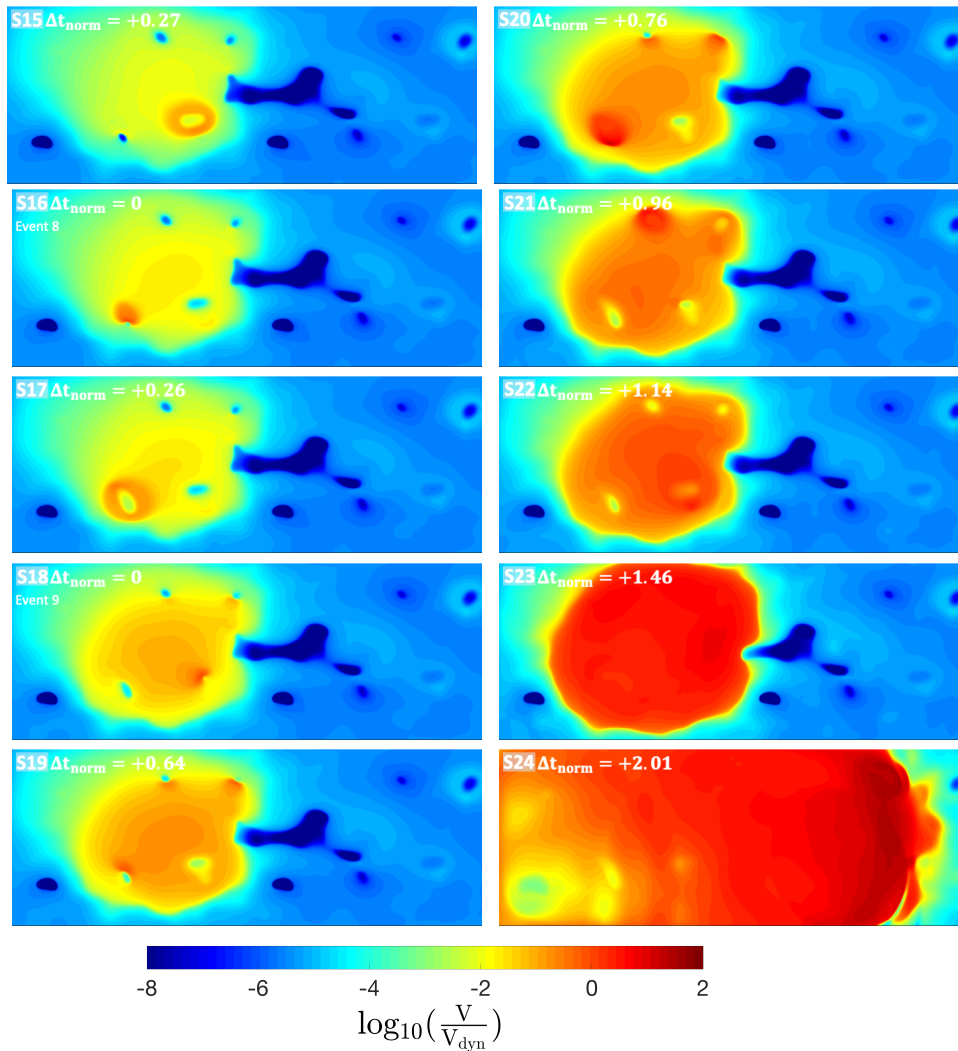 S15 Δt_norm = +0.27
S16 Δt_norm = 0
Event 8
S17 Δt_norm = +0.26
S18 Δt_norm = 0
Event 9
S19 Δt_norm = +0.64
S20 Δt_norm = +0.76
S21 Δt_norm = +0.96
S22 Δt_norm = +1.14
S23 Δt_norm = +1.46
S24 Δt_norm = +2.01
-8 -6 -4 -2 0 2
log₁₀(V/V_dyn)